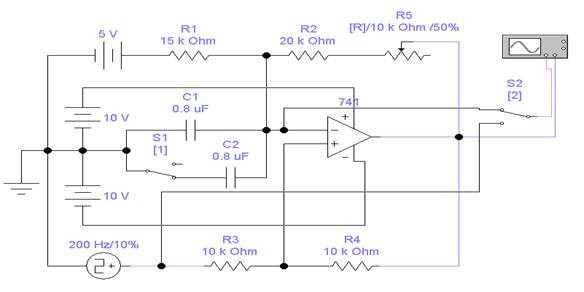 R5
[R]/10 k Ohm /50%
5 V
R1
15 k Ohm
R2
20 k Ohm
10 V
C1
0.8 uF
741
S2
[2]
S1
[1]
C2
0.8 uF
10 V
200 Hz/10%
R3
10 k Ohm
R4
10 k Ohm